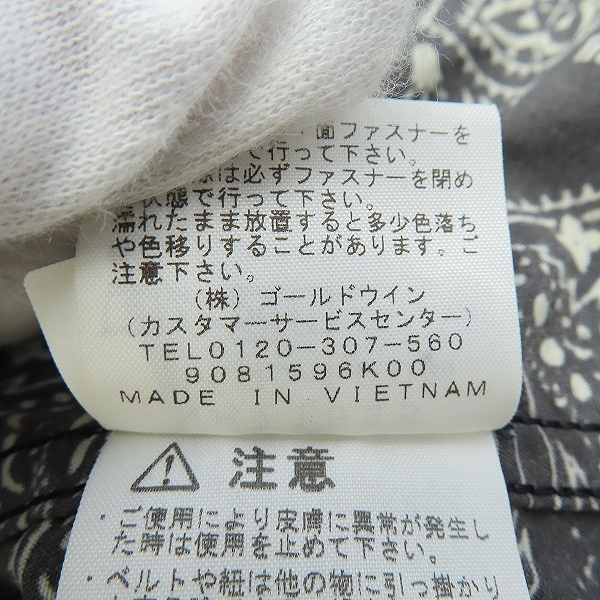 面ファスナーを
で行って下さい。
は必ずファスナーを閉め
状態で行って下さい。
濡れたまま放置すると多少色落ち
や色移りすることがあります。ご
注意下さい。
(株) ゴールドウイン
(カスタマーサービスセンター)
TEL0120-307-560
9081596K00
MADE IN VIETNAM
注意
・ご使用により皮膚に異常が発生し
た時は使用を止めて下さい。
・ベルトや紐は他の物に引っ掛かり